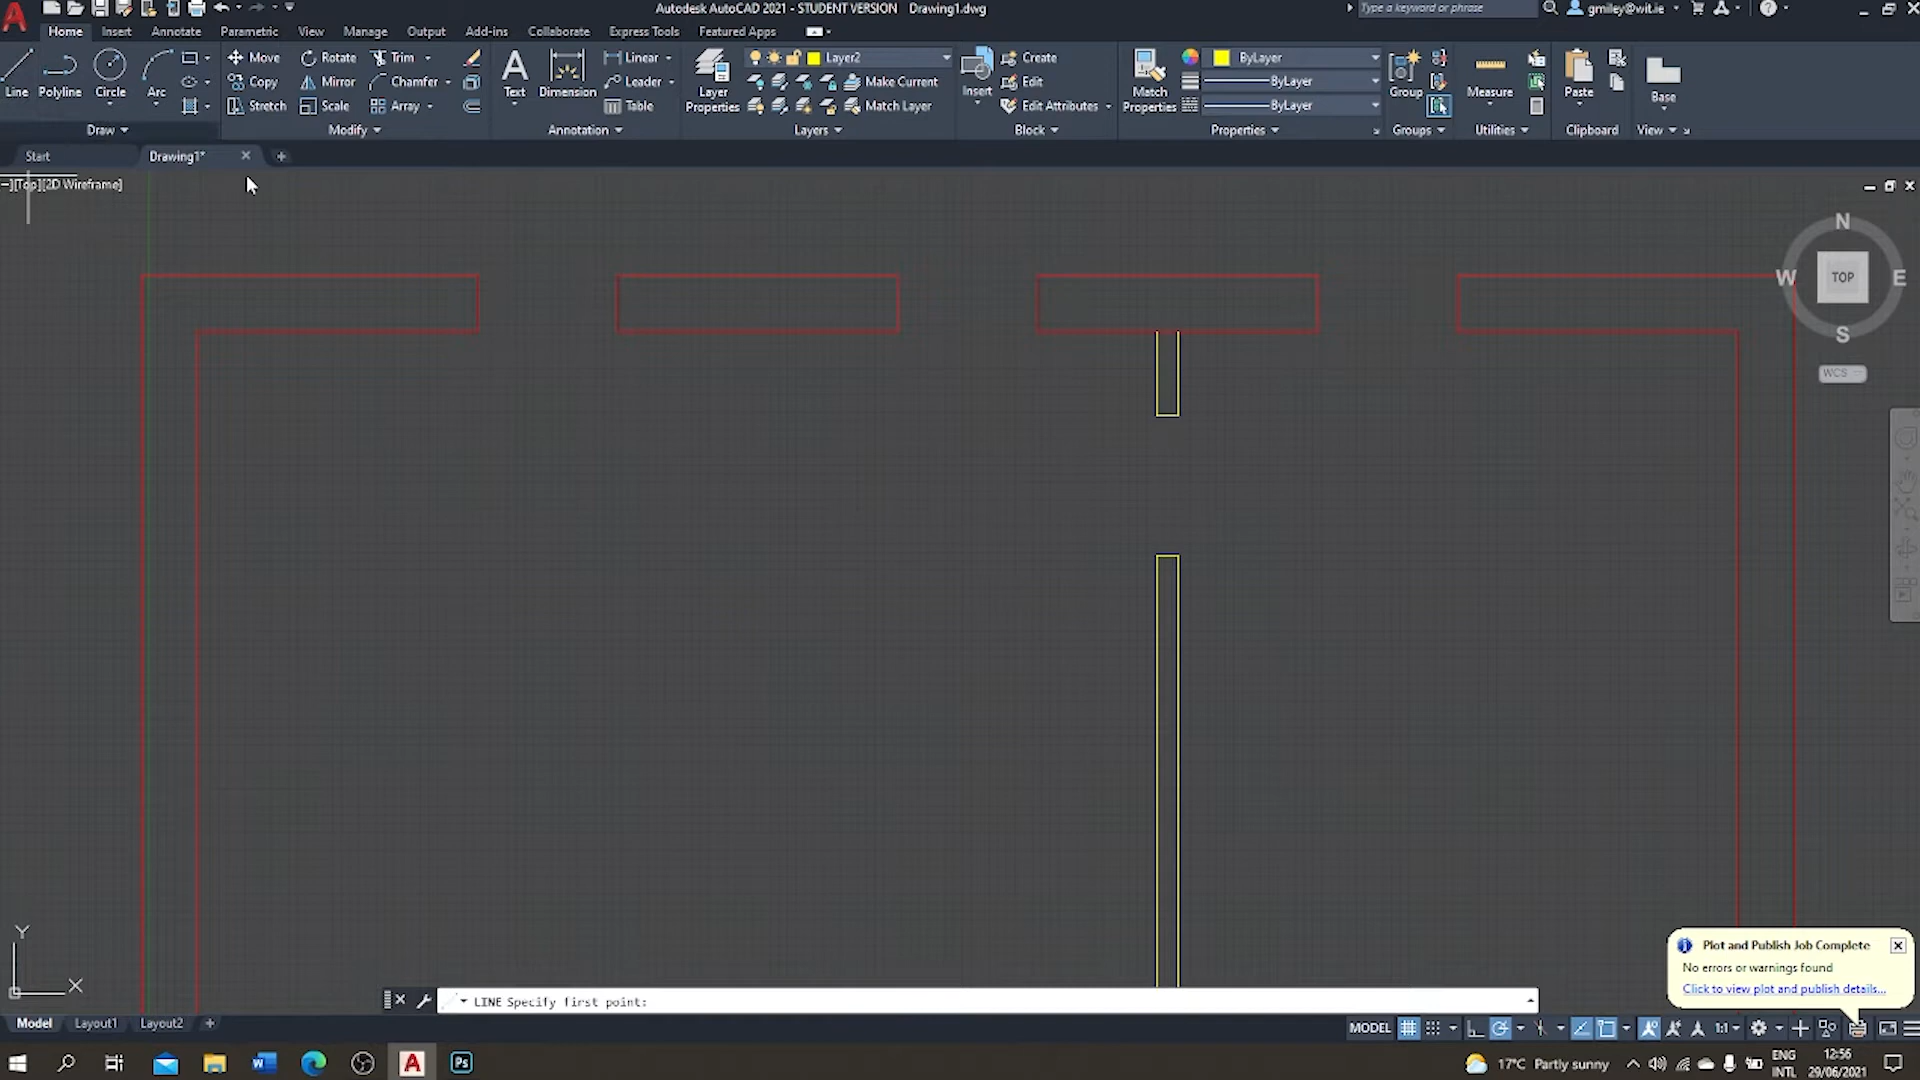 Autodesk AutoCAD 2021 - STUDENT VERSION Drawing1.dwg
Type a keyword or phrase
gmiley@wit.ie
Home Insert Annotate Parametric View Manage Output Add-ins Collaborate Express Tools Featured Apps
Line Polyline Circle Arc
Move Rotate Trim
Copy Mirror Chamfer
Stretch Scale Array
Text Dimension
Linear
Leader
Table
Layer Properties
Layer2
Make Current
Match Layer
Insert
Create
Edit
Edit Attributes
Match Properties
ByLayer
ByLayer
ByLayer
Group
Measure
Paste
Base
Draw Modify Annotation Layers Block Properties Groups Utilities Clipboard View
Start Drawing1*
−][Top][2D Wireframe]
N
W TOP E
S
WCS
Y
X
Plot and Publish Job Complete
No errors or warnings found
Click to view plot and publish details...
LINE Specify first point:
Model Layout1 Layout2
MODEL 1:1
Ps
17°C Partly sunny
ENG
INTL
12:56
29/06/2021